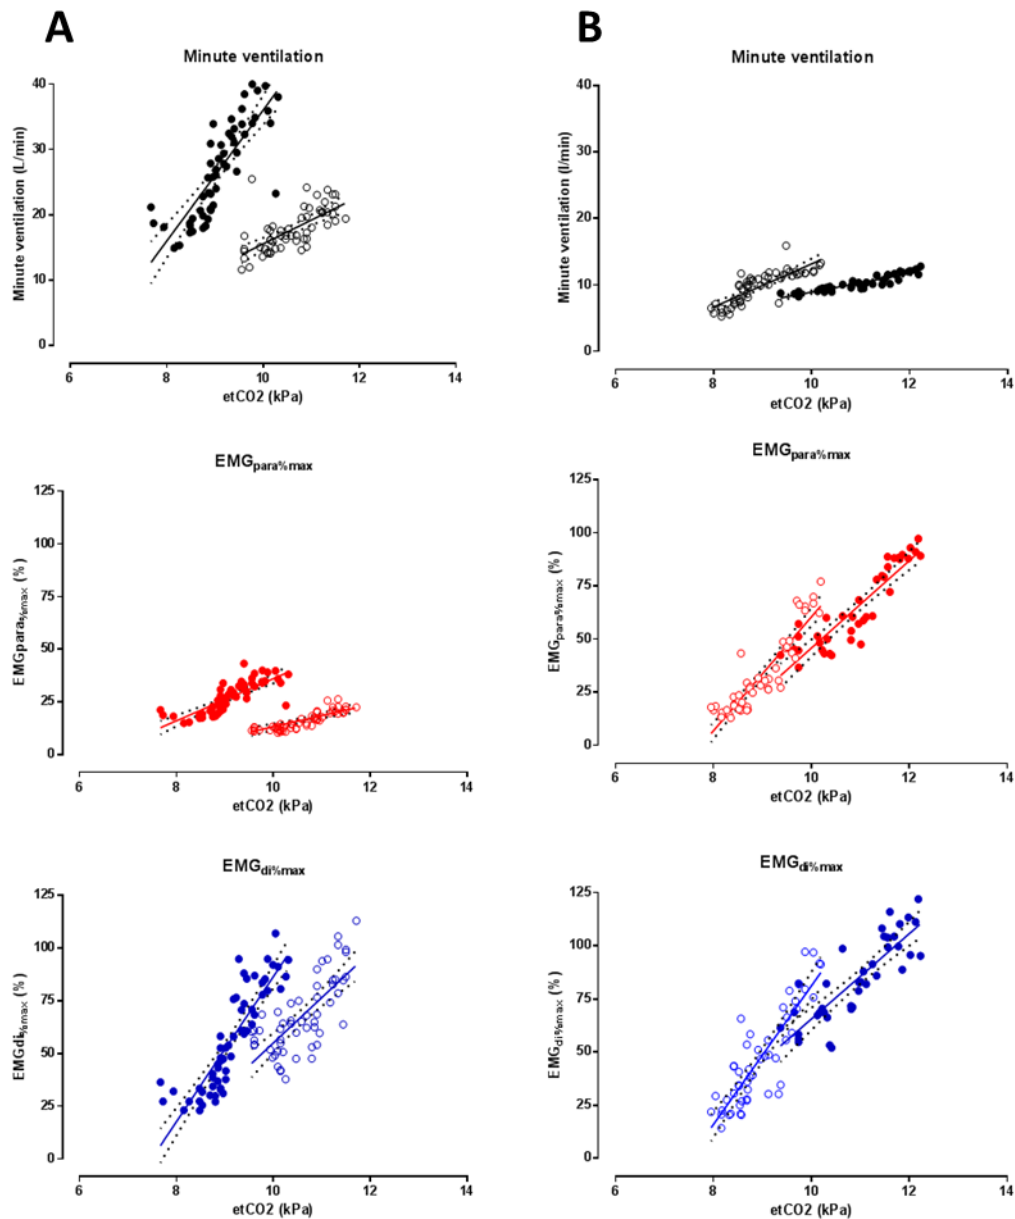 A
B
Minute ventilation
Minute ventilation
Minute ventilation (L/min)
40
30
20
10
0
6 8 10 12 14
etCO2 (kPa)
Minute ventilation (l/min)
40
30
20
10
0
6 8 10 12 14
etCO2 (kPa)
EMGpara%max
EMGpara%max
EMGpara%max (%)
125
100
75
50
25
0
6 8 10 12 14
etCO2 (kPa)
EMGpara%max (%)
125
100
75
50
25
0
6 8 10 12 14
etCO2 (kPa)
EMGdi%max
EMGdi%max
EMGdi%max (%)
125
100
75
50
25
0
6 8 10 12 14
etCO2 (kPa)
EMGdi%max (%)
125
100
75
50
25
0
6 8 10 12 14
etCO2 (kPa)